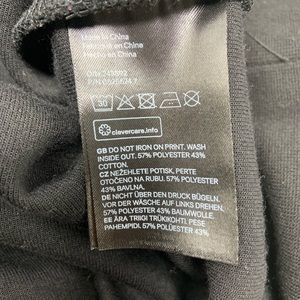 Made in China
Fabriqué en Chine
Hecho en China
30
clevercare.info
GB DO NOT IRON ON PRINT. WASH
INSIDE OUT. 57% POLYESTER 43%
COTTON.
CZ NEŽEHLETE POTISK. PERTE
OTOČENO NA RUBU. 57% POLYESTER
43% BAVLNA.
DE NICHT ÜBER DEN DRUCK BÜGELN.
VOR DER WÄSCHE AUF LINKS DREHEN.
57% POLYESTER 43% BAUMWOLLE.
EE ÄRA TRIIGI TRÜKIPILTI. PESE
PAHEMPIDI. 57% POLÜESTER 43%